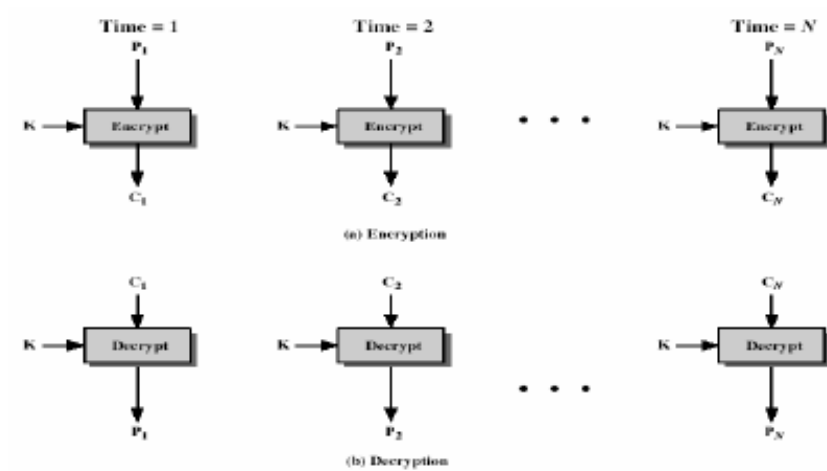 Time = 1 Time = 2 Time = N
P1 P2 PN
K Encrypt K Encrypt K Encrypt
C1 C2 CN
(a) Encryption
C1 C2 CN
K Decrypt K Decrypt K Decrypt
P1 P2 PN
(b) Decryption